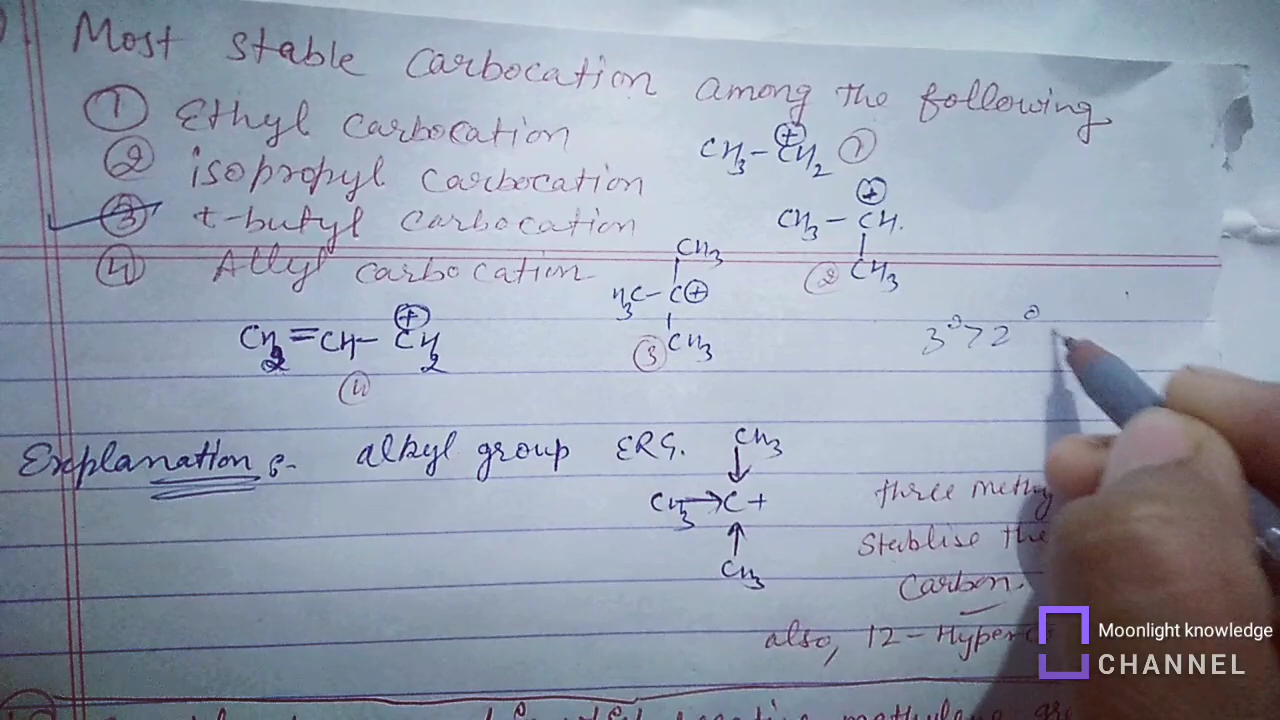 Most stable carbocation among the following
① Ethyl carbocation
CH3 – CH2 ①
⊕
② isopropyl carbocation
⊕
③ t-butyl carbocation
CH3 – CH.
CH3
②
④ Allyl carbocation
CH3
H3C – C⊕
CH3
③
CH2 = CH – CH2
⊕
④
3° > 2°
Explanation :- alkyl group ERG.
CH3
CH3 → C +
CH3
three methy
Stablise the
Carbon.
also, 12 – Hyper
Moonlight knowledge
CHANNEL